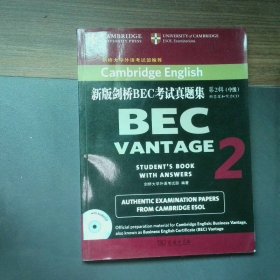 CAMBRIDGE
UNIVERSITY PRESS
UNIVERSITY OF CAMBRIDGE
ESOL Examinations
剑桥大学外语考试部推荐
Cambridge English
新版剑桥BEC考试真题集
第2辑(中级)
BEC
VANTAGE
2
STUDENT'S BOOK
WITH ANSWERS
剑桥大学外语考试部 编著
AUTHENTIC EXAMINATION PAPERS
FROM CAMBRIDGE ESOL
Official preparation material for Cambridge English: Business Vantage,
also known as Business English Certificate (BEC) Vantage.